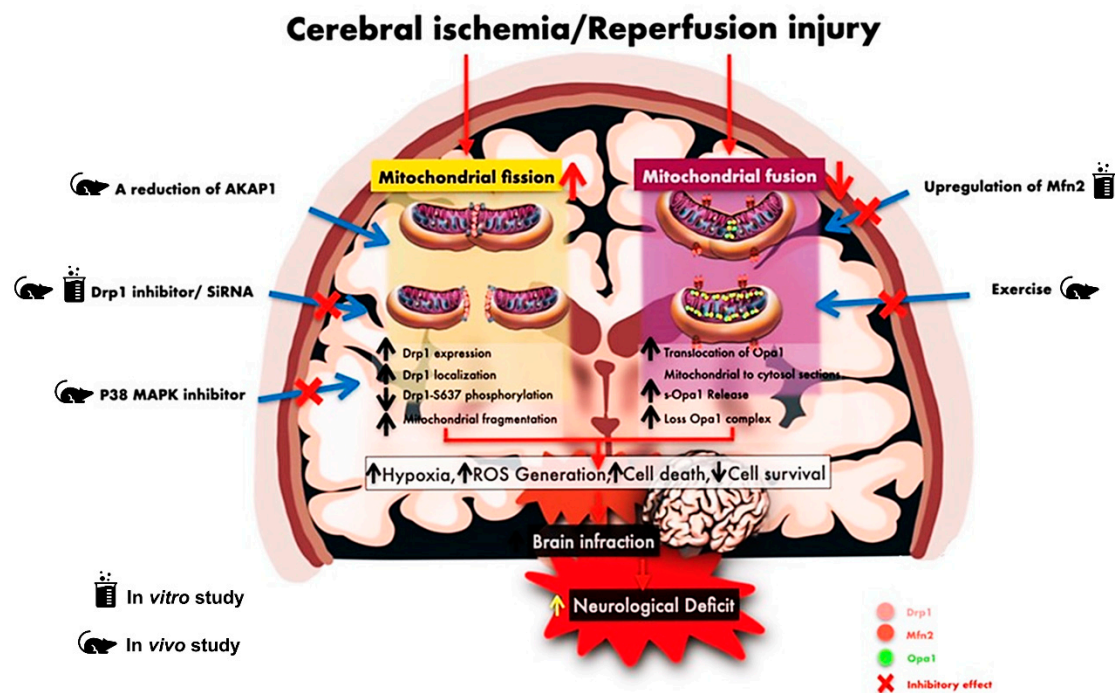 Cerebral ischemia/Reperfusion injury
Mitochondrial fission
Mitochondrial fusion
A reduction of AKAP1
Upregulation of Mfn2
Drp1 inhibitor/ SiRNA
Exercise
P38 MAPK inhibitor
Drp1 expression
Drp1 localization
Drp1-S637 phosphorylation
Mitochondrial fragmentation
Translocation of Opa1
Mitochondrial to cytosol sections
s-Opa1 Release
Loss Opa1 complex
↑Hypoxia, ↑ROS Generation,↑Cell death,↓Cell survival
Brain infraction
↑ Neurological Deficit
In vitro study
In vivo study
Drp1
Mfn2
Opa1
Inhibitory effect